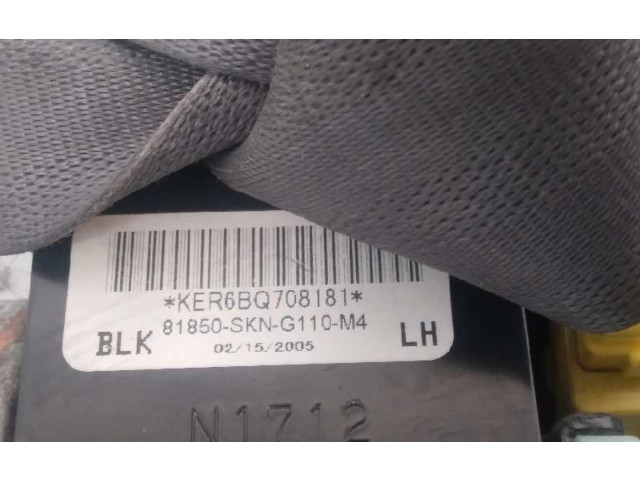 *KER6BQ708181*
81850-SKN-G110-M4
BLK LH
02/15/2005
N1712